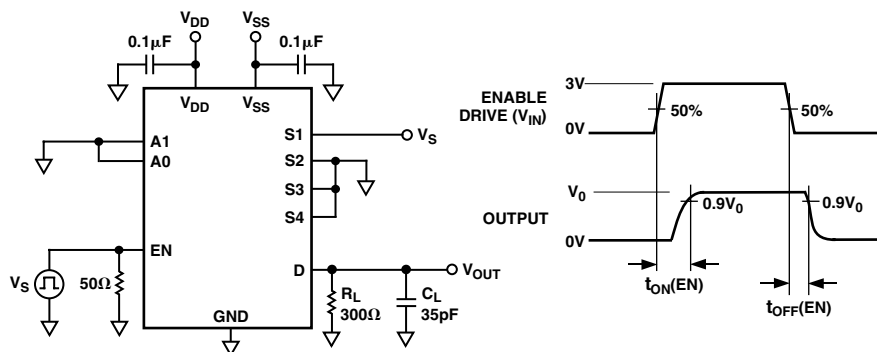 VDD
VSS
0.1µF
0.1µF
VDD
VSS
A1
A0
S1
VS
S2
S3
S4
EN
VS
50Ω
D
VOUT
RL
300Ω
CL
35pF
GND
3V
ENABLE
DRIVE (VIN)
50%
50%
0V
V0
0.9V0
0.9V0
OUTPUT
0V
tON(EN)
tOFF(EN)